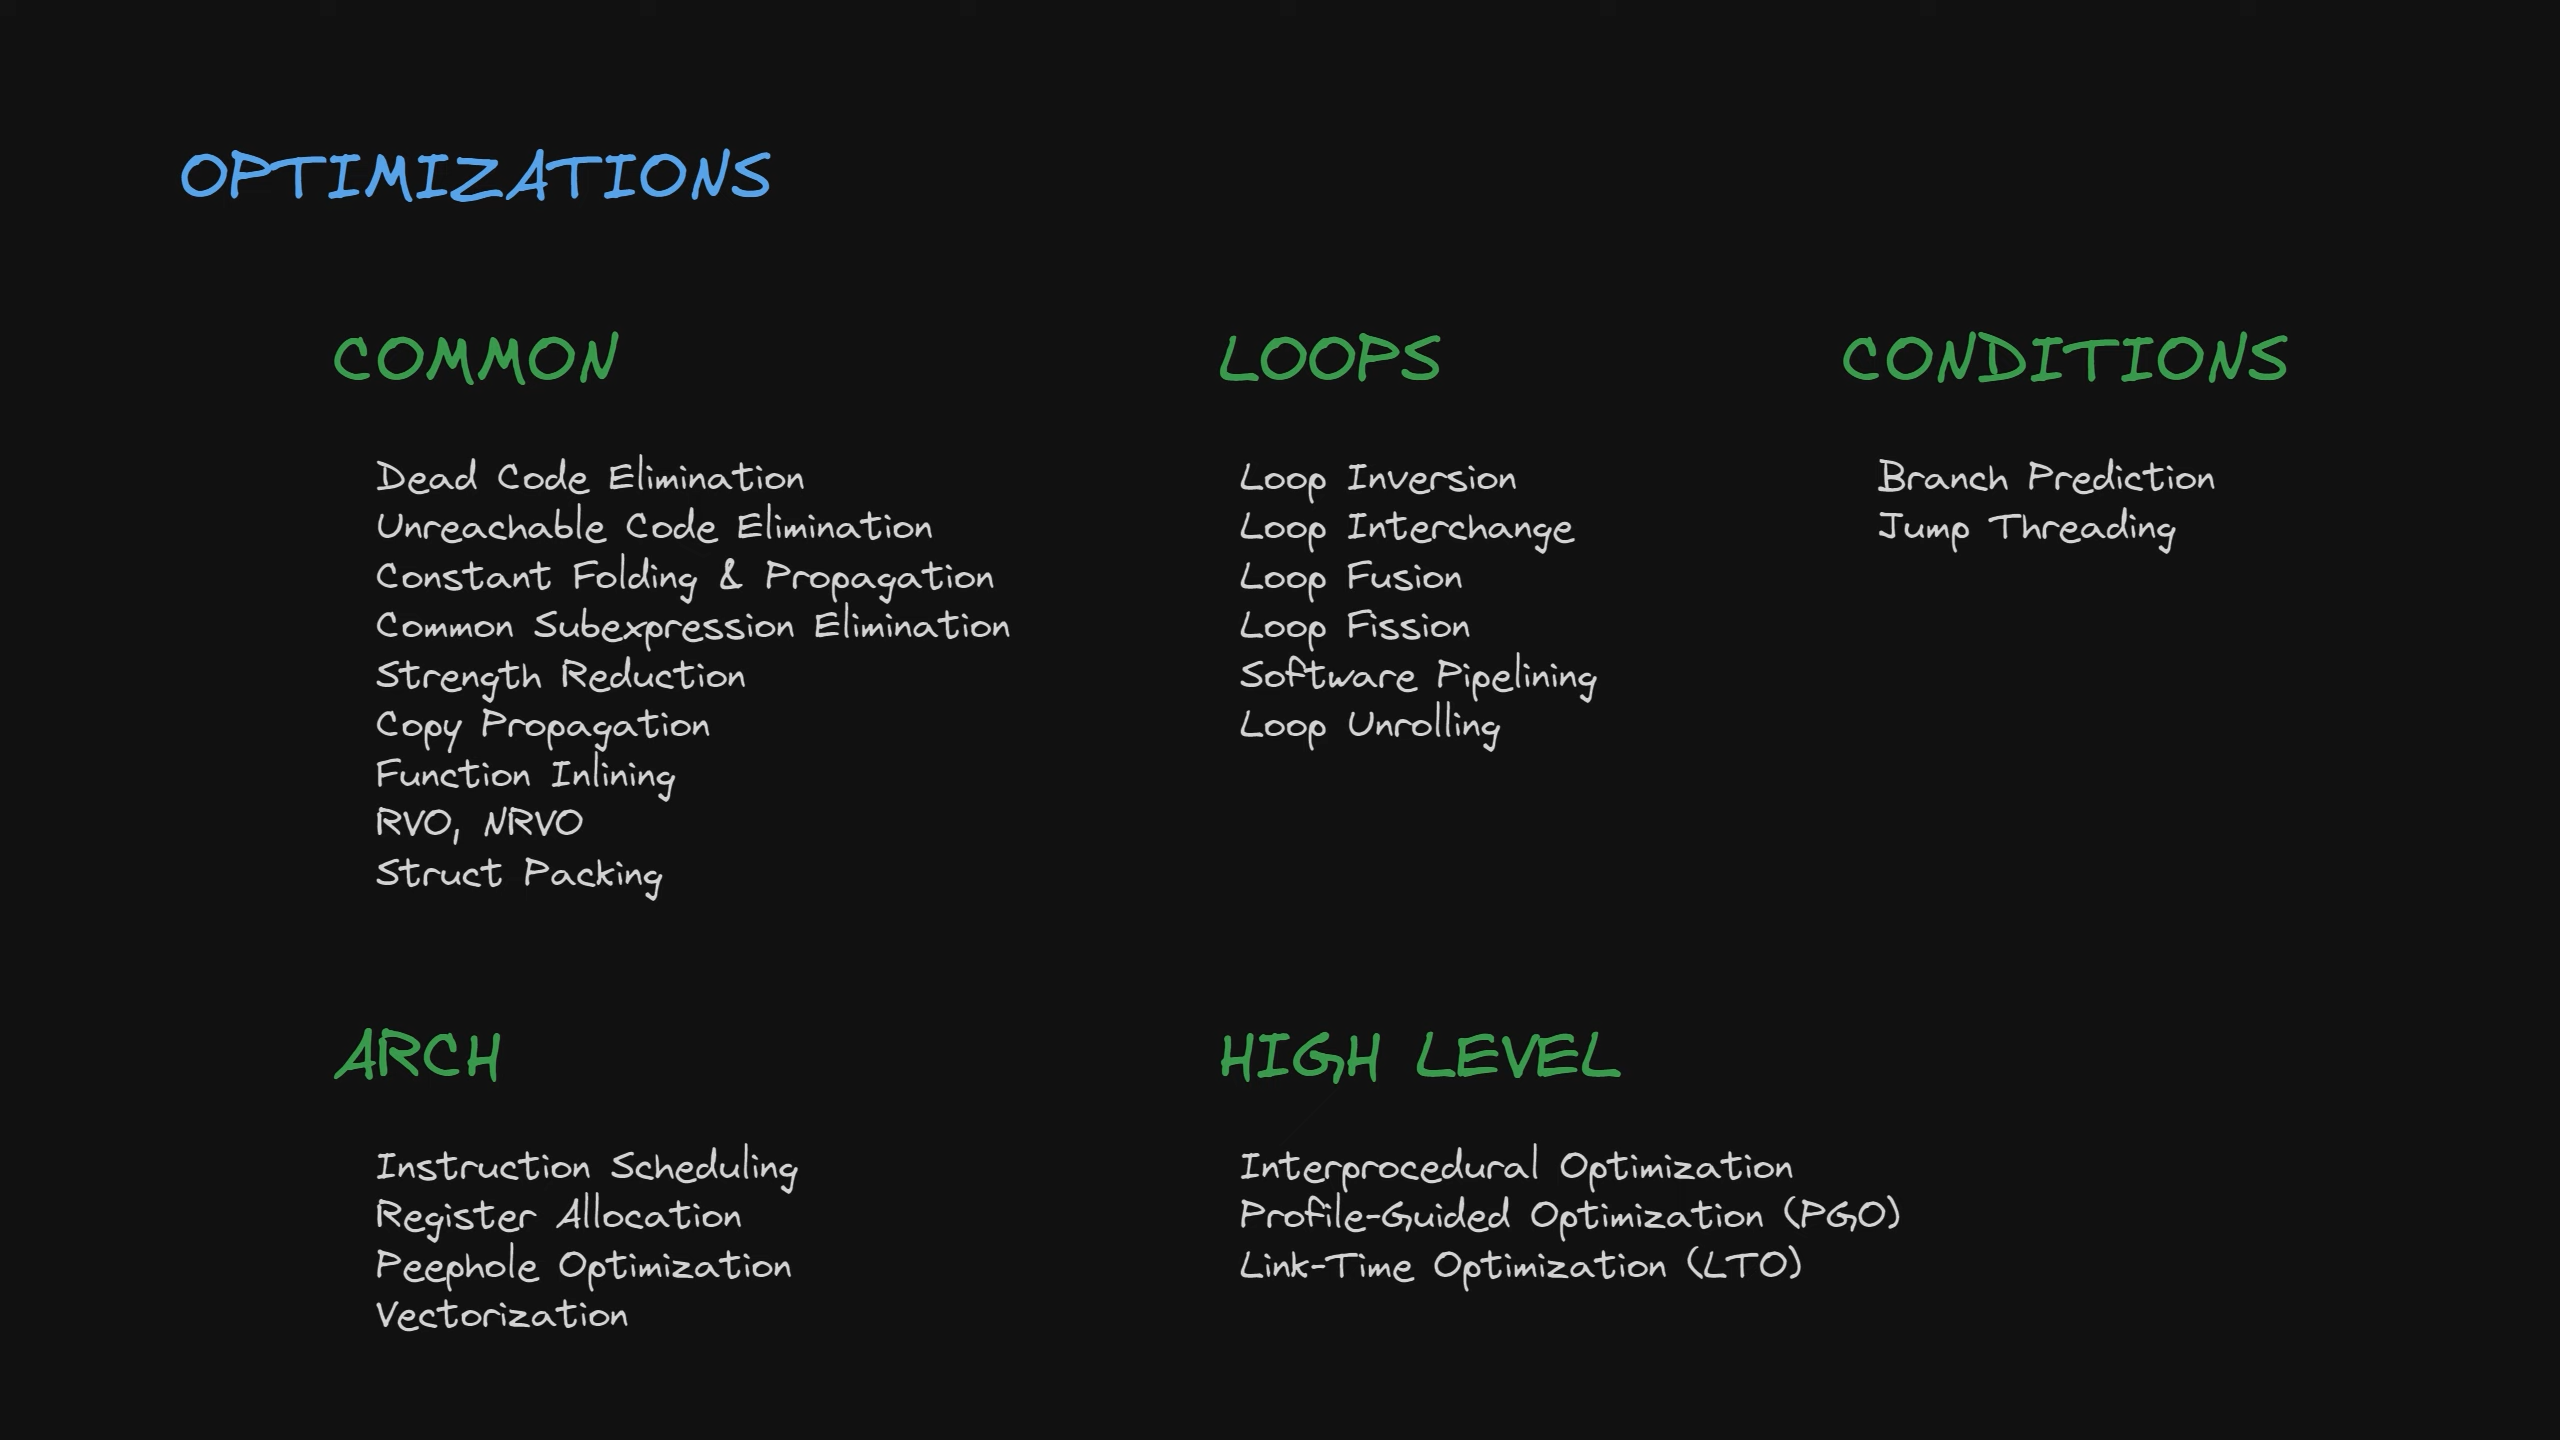 OPTIMIZATIONS
COMMON
Dead Code Elimination
Unreachable Code Elimination
Constant Folding & Propagation
Common Subexpression Elimination
Strength Reduction
Copy Propagation
Function Inlining
RVO, NRVO
Struct Packing
LOOPS
Loop Inversion
Loop Interchange
Loop Fusion
Loop Fission
Software Pipelining
Loop Unrolling
CONDITIONS
Branch Prediction
Jump Threading
ARCH
Instruction Scheduling
Register Allocation
Peephole Optimization
Vectorization
HIGH LEVEL
Interprocedural Optimization
Profile-Guided Optimization (PGO)
Link-Time Optimization (LTO)